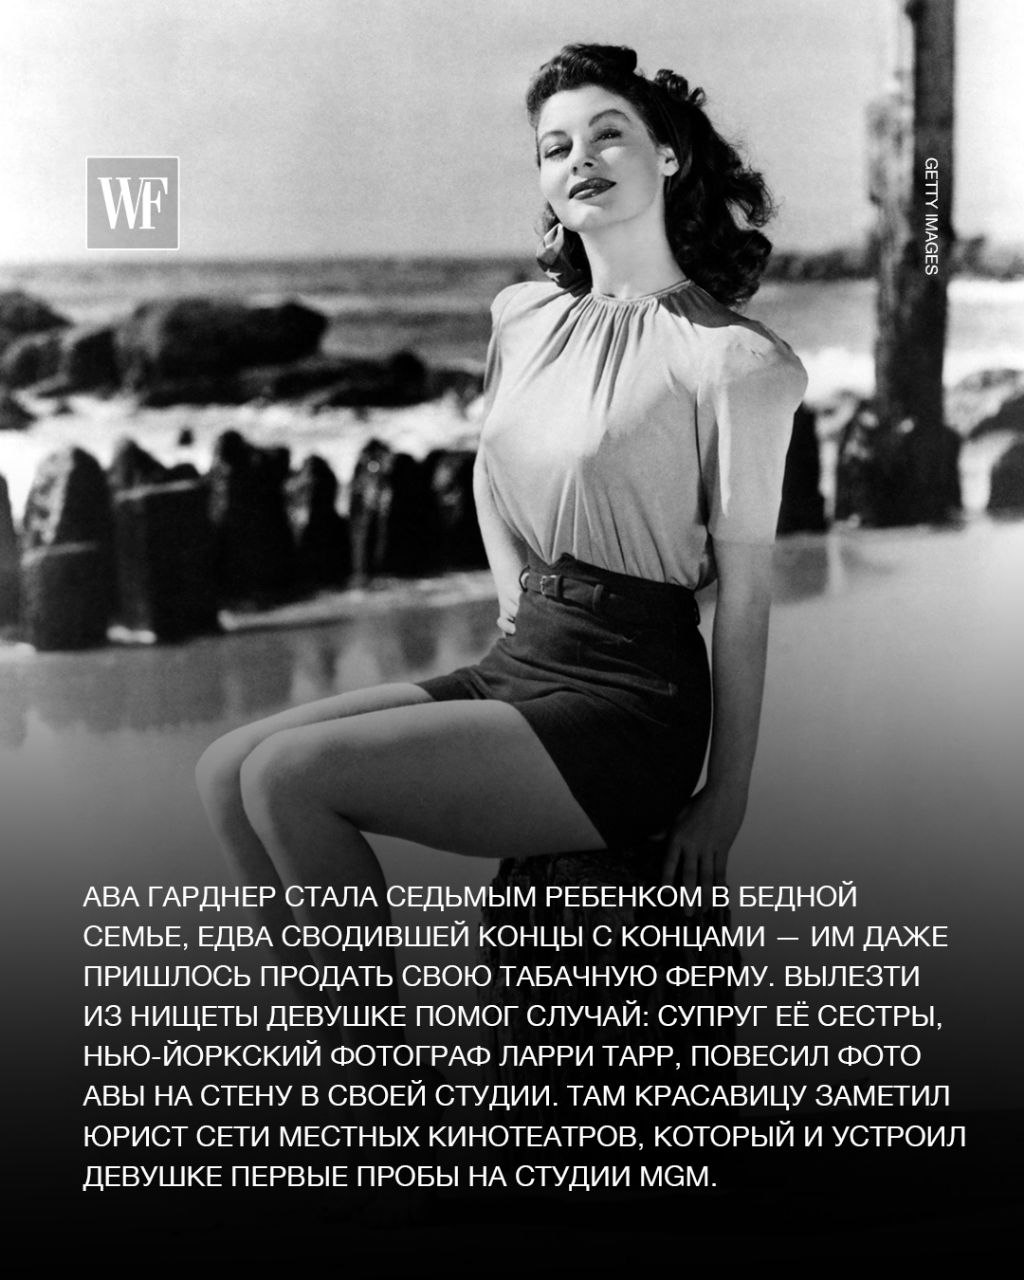 WF
GETTY IMAGES
АВА ГАРДНЕР СТАЛА СЕДЬМЫМ РЕБЕНКОМ В БЕДНОЙ
СЕМЬЕ, ЕДВА СВОДИВШЕЙ КОНЦЫ С КОНЦАМИ — ИМ ДАЖЕ
ПРИШЛОСЬ ПРОДАТЬ СВОЮ ТАБАЧНУЮ ФЕРМУ. ВЫЛЕЗТИ
ИЗ НИЩЕТЫ ДЕВУШКЕ ПОМОГ СЛУЧАЙ: СУПРУГ ЕЁ СЕСТРЫ,
НЬЮ-ЙОРКСКИЙ ФОТОГРАФ ЛАРРИ ТАРР, ПОВЕСИЛ ФОТО
АВЫ НА СТЕНУ В СВОЕЙ СТУДИИ. ТАМ КРАСАВИЦУ ЗАМЕТИЛ
ЮРИСТ СЕТИ МЕСТНЫХ КИНОТЕАТРОВ, КОТОРЫЙ И УСТРОИЛ
ДЕВУШКЕ ПЕРВЫЕ ПРОБЫ НА СТУДИИ MGM.